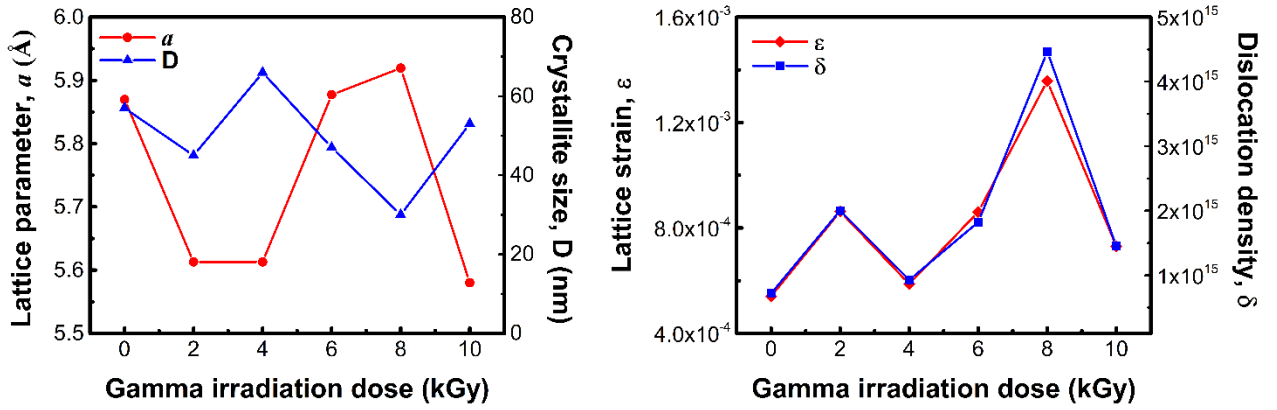 6.0
5.9
5.8
5.7
5.6
5.5
Lattice parameter, a (Å)
a
D
80
60
40
20
0
Crystallite size, D (nm)
0 2 4 6 8 10
Gamma irradiation dose (kGy)
1.6x10⁻³
1.2x10⁻³
8.0x10⁻⁴
4.0x10⁻⁴
Lattice strain, ε
ε
δ
5x10¹⁵
4x10¹⁵
3x10¹⁵
2x10¹⁵
1x10¹⁵
Dislocation density, δ
0 2 4 6 8 10
Gamma irradiation dose (kGy)